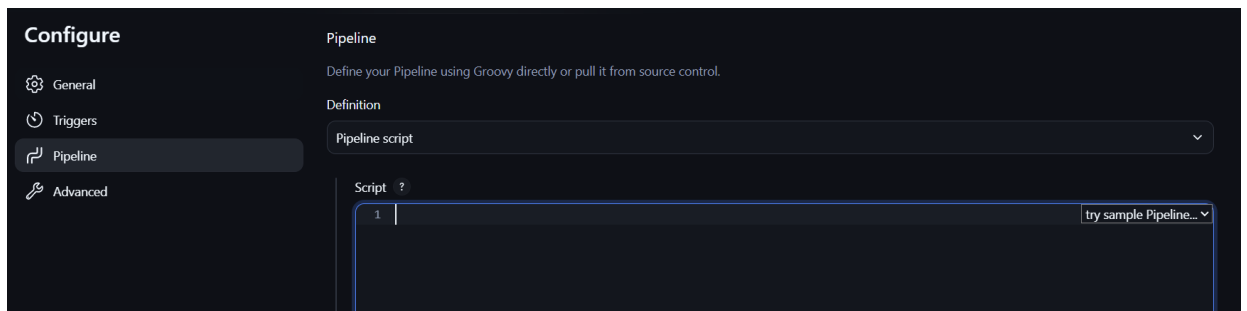 Configure
General
Triggers
Pipeline
Advanced
Pipeline
Define your Pipeline using Groovy directly or pull it from source control.
Definition
Pipeline script
Script ?
1
try sample Pipeline...